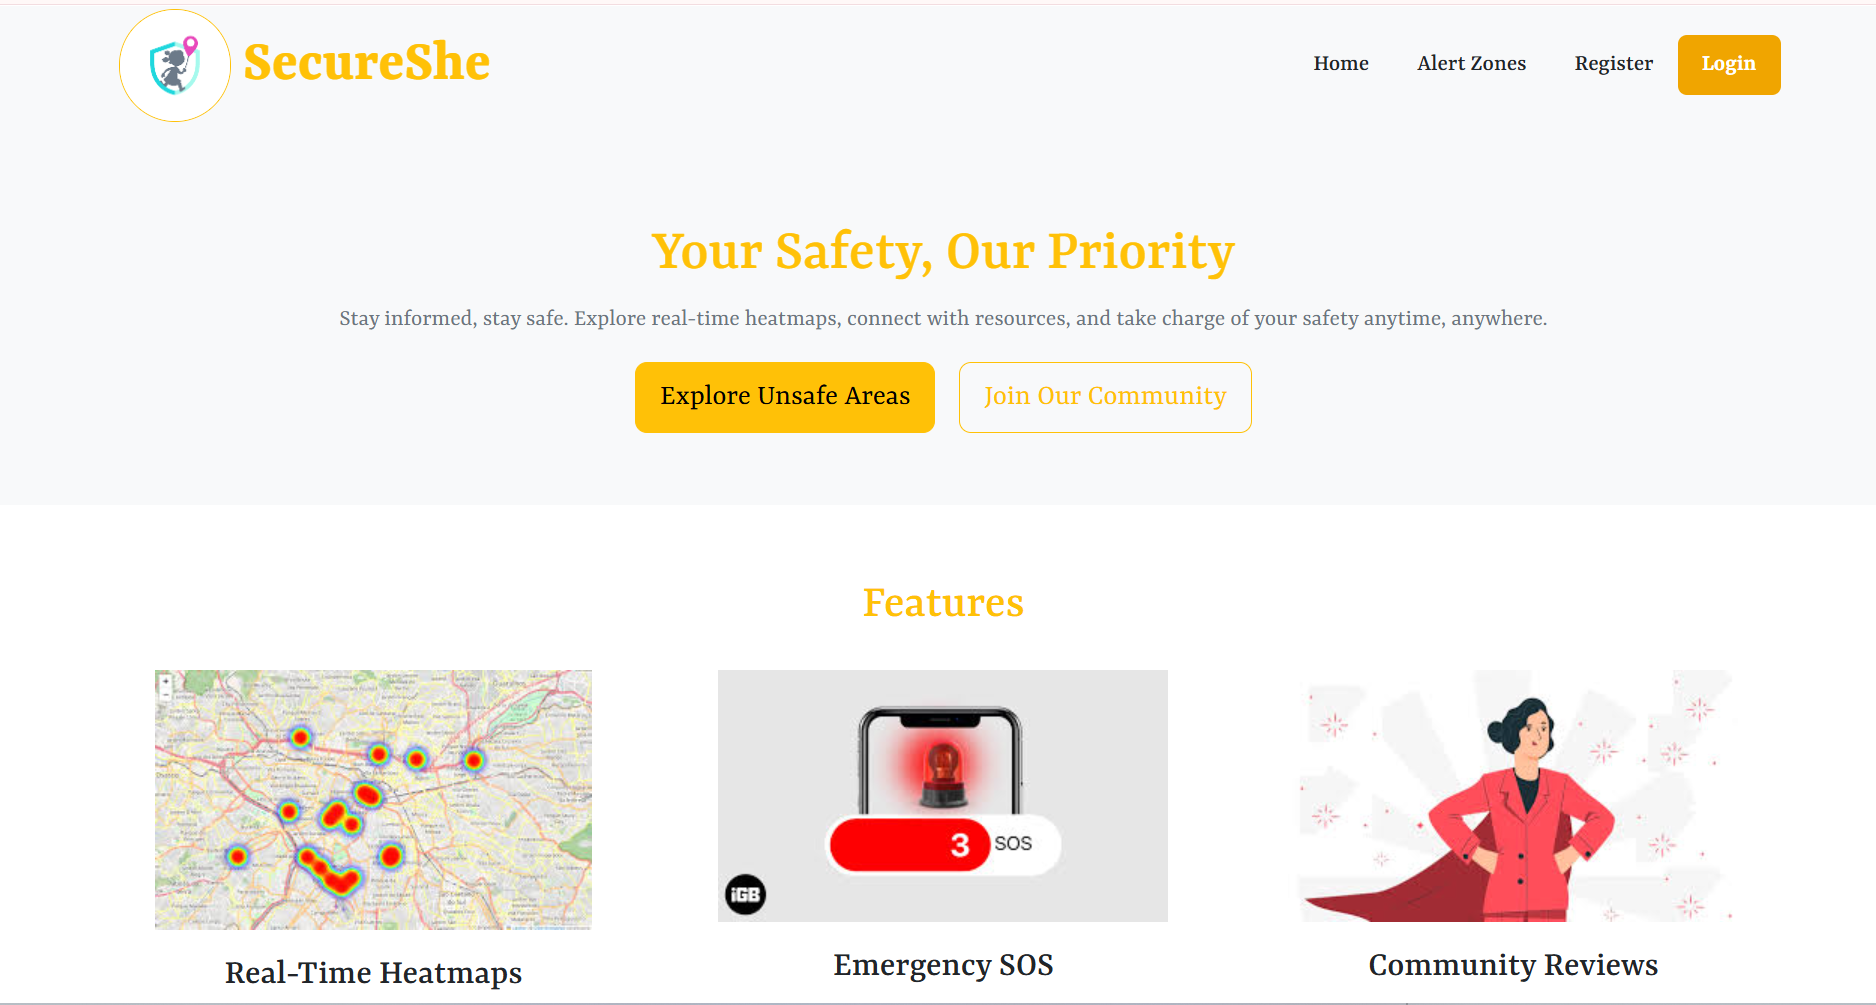 SecureShe
Home
Alert Zones
Register
Login
Your Safety, Our Priority
Stay informed, stay safe. Explore real-time heatmaps, connect with resources, and take charge of your safety anytime, anywhere.
Explore Unsafe Areas
Join Our Community
Features
3
SOS
iGB
Real-Time Heatmaps
Emergency SOS
Community Reviews